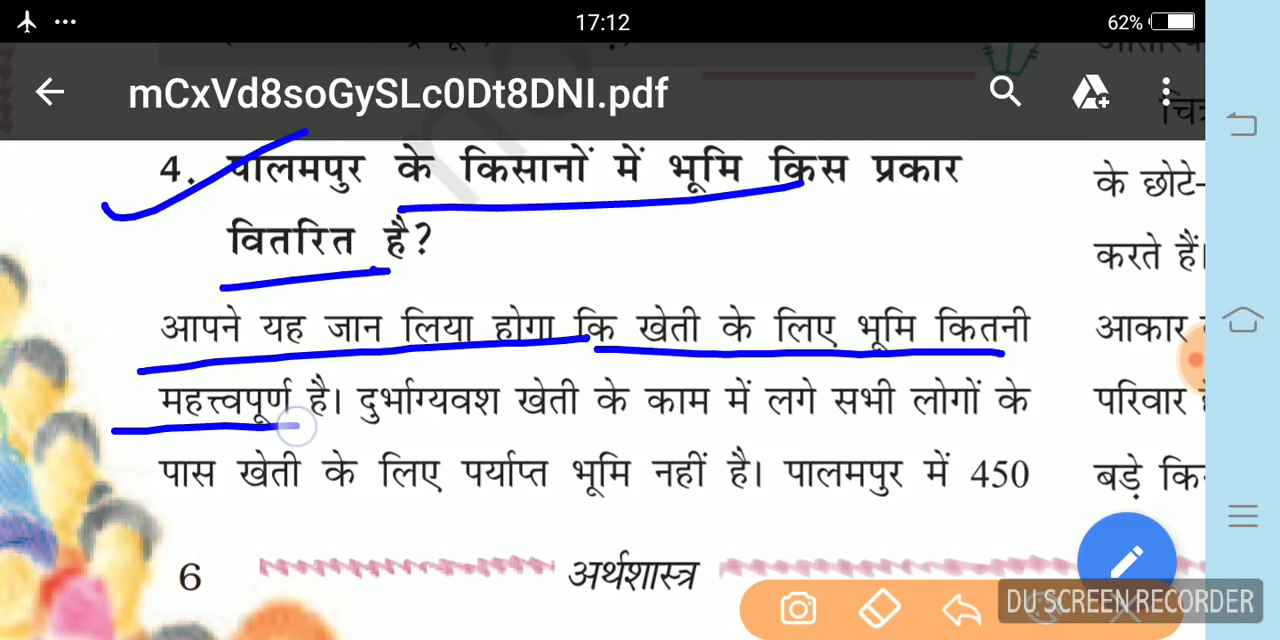 17:12
62%
mCxVd8soGySLc0Dt8DNI.pdf
4. पालमपुर के किसानों में भूमि किस प्रकार
वितरित है?
आपने यह जान लिया होगा कि खेती के लिए भूमि कितनी
महत्त्वपूर्ण है। दुर्भाग्यवश खेती के काम में लगे सभी लोगों के
पास खेती के लिए पर्याप्त भूमि नहीं है। पालमपुर में 450
6
अर्थशास्त्र
के छोटे-
करते हैं।
आकार
परिवार
बड़े
DU SCREEN RECORDER